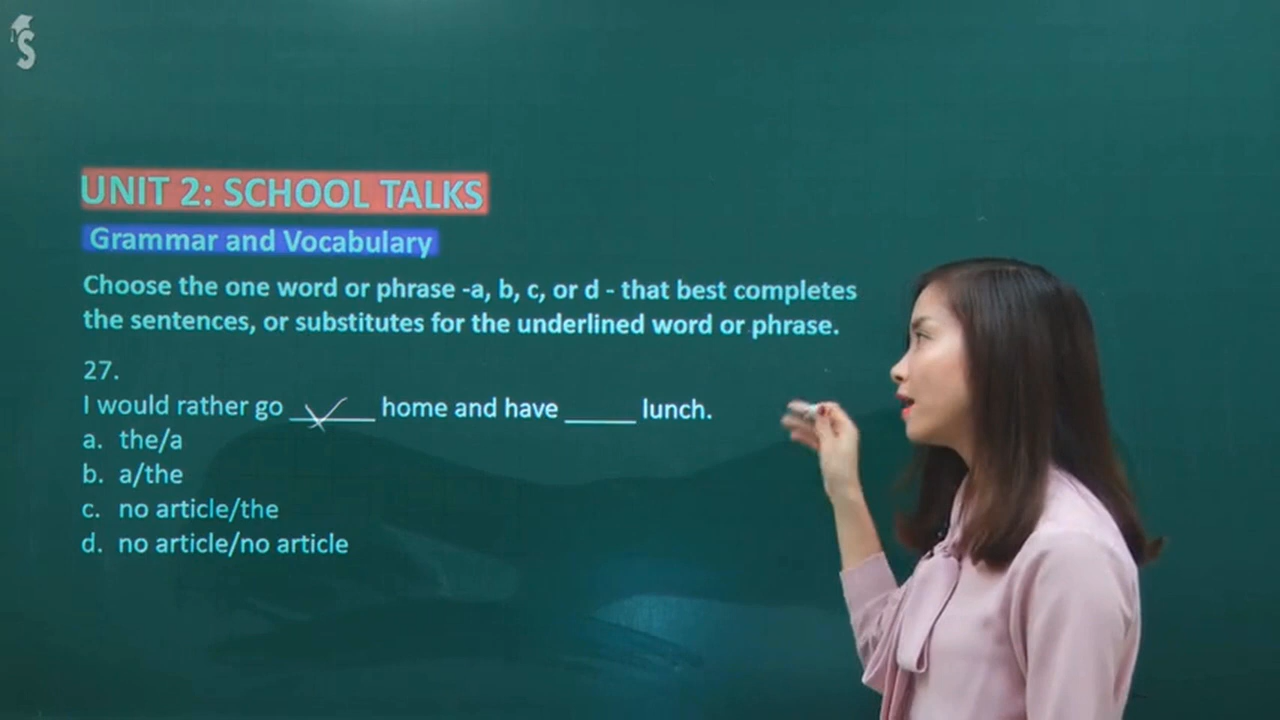 S
UNIT 2: SCHOOL TALKS
Grammar and Vocabulary
Choose the one word or phrase -a, b, c, or d - that best completes
the sentences, or substitutes for the underlined word or phrase.
27.
I would rather go ______ home and have _____ lunch.
a. the/a
b. a/the
c. no article/the
d. no article/no article